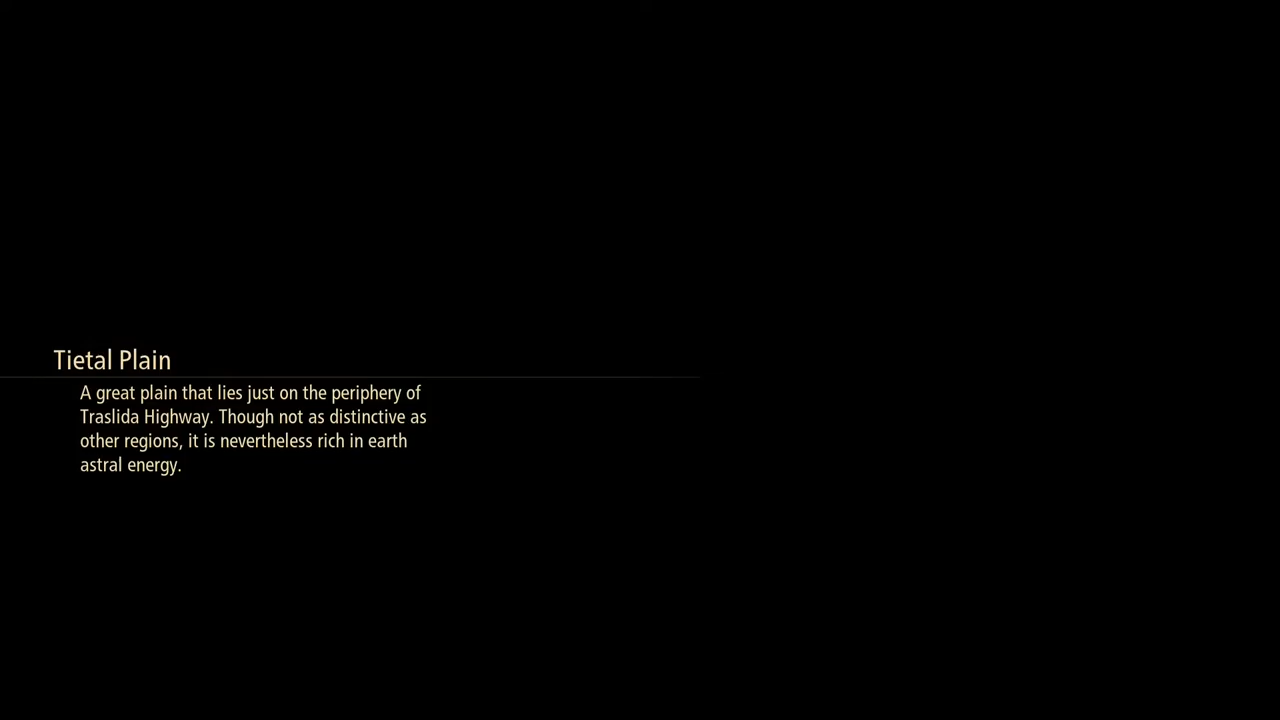 Tietal Plain
A great plain that lies just on the periphery of
Traslida Highway. Though not as distinctive as
other regions, it is nevertheless rich in earth
astral energy.